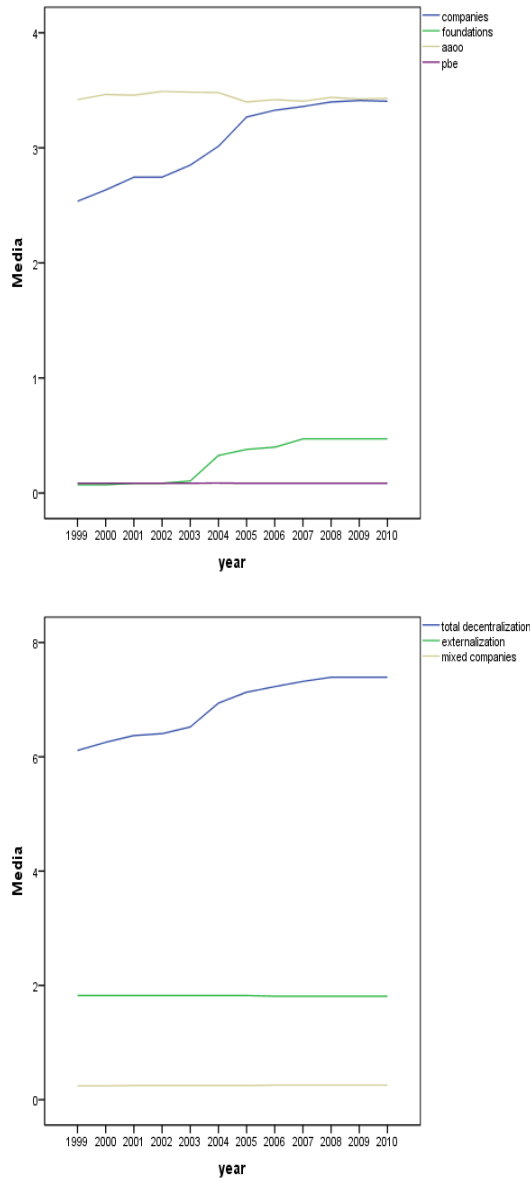 companies
foundations
aaoo
pbe
4
3
2
1
0
Media
1999 2000 2001 2002 2003 2004 2005 2006 2007 2008 2009 2010
year
total decentralization
externalization
mixed companies
8
6
4
2
0
Media
1999 2000 2001 2002 2003 2004 2005 2006 2007 2008 2009 2010
year